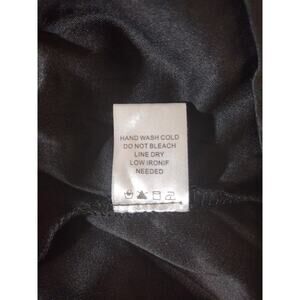 HAND WASH COLD
DO NOT BLEACH
LINE DRY
LOW IRONIF
NEEDED